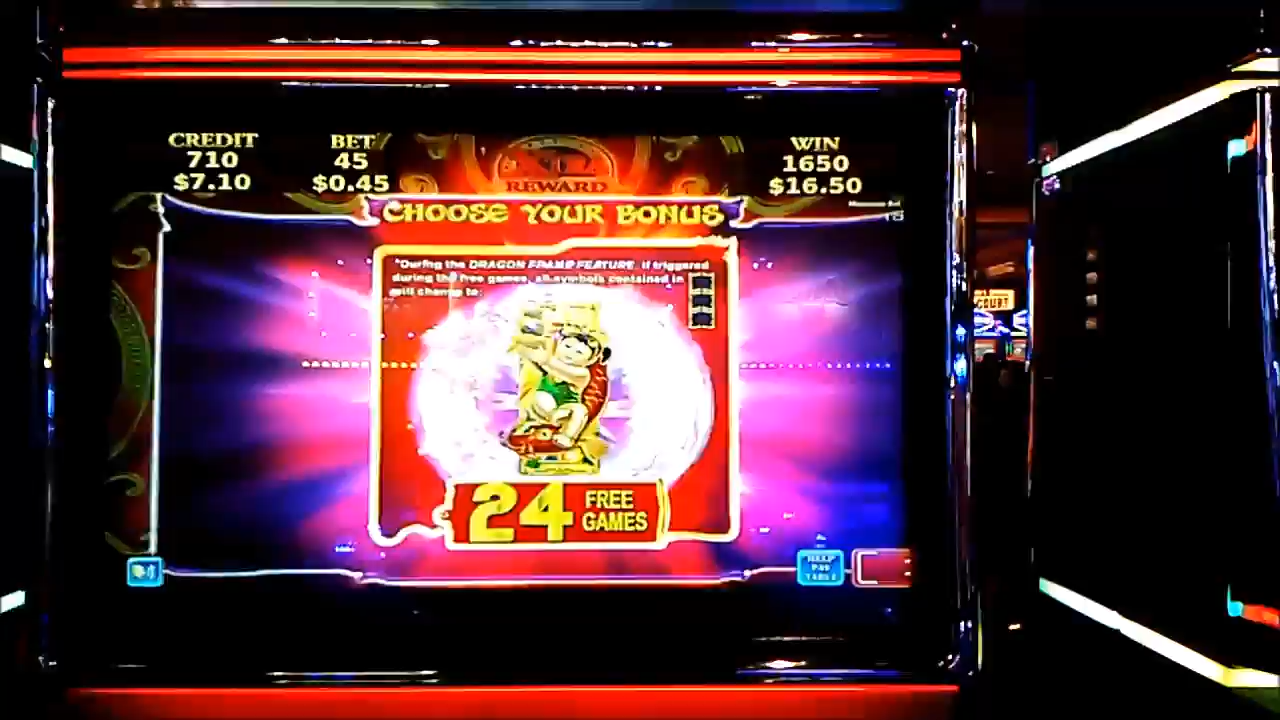 CREDIT
710
$7.10
BET
45
$0.45
REWARD
WIN
1650
$16.50
CHOOSE YOUR BONUS
"During the DRAGON FRAME FEATURE, if triggered
during the free games, all symbols contained in
will change to:
24 FREE
GAMES
HELP
PAY
TABLE
COURT